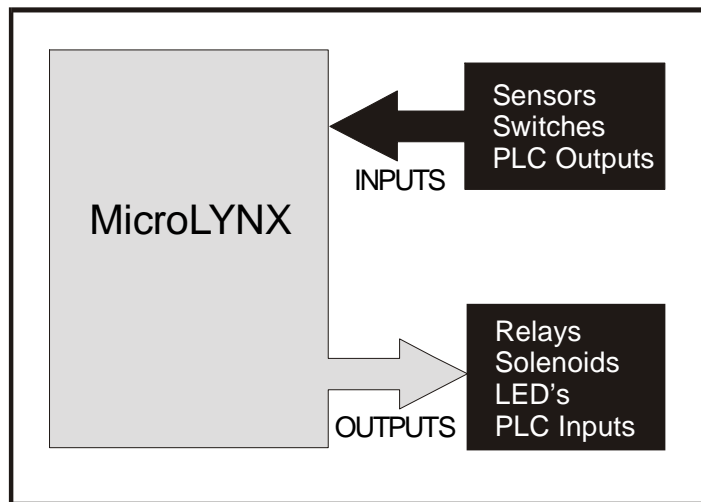 MicroLYNX
Sensors
Switches
PLC Outputs
INPUTS
Relays
Solenoids
LED's
PLC Inputs
OUTPUTS